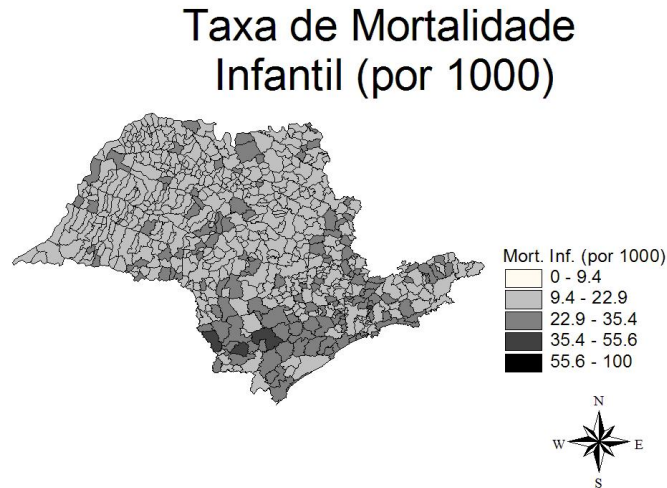 Taxa de Mortalidade
Infantil (por 1000)
Mort. Inf. (por 1000)
0 - 9.4
9.4 - 22.9
22.9 - 35.4
35.4 - 55.6
55.6 - 100
N
W E
S